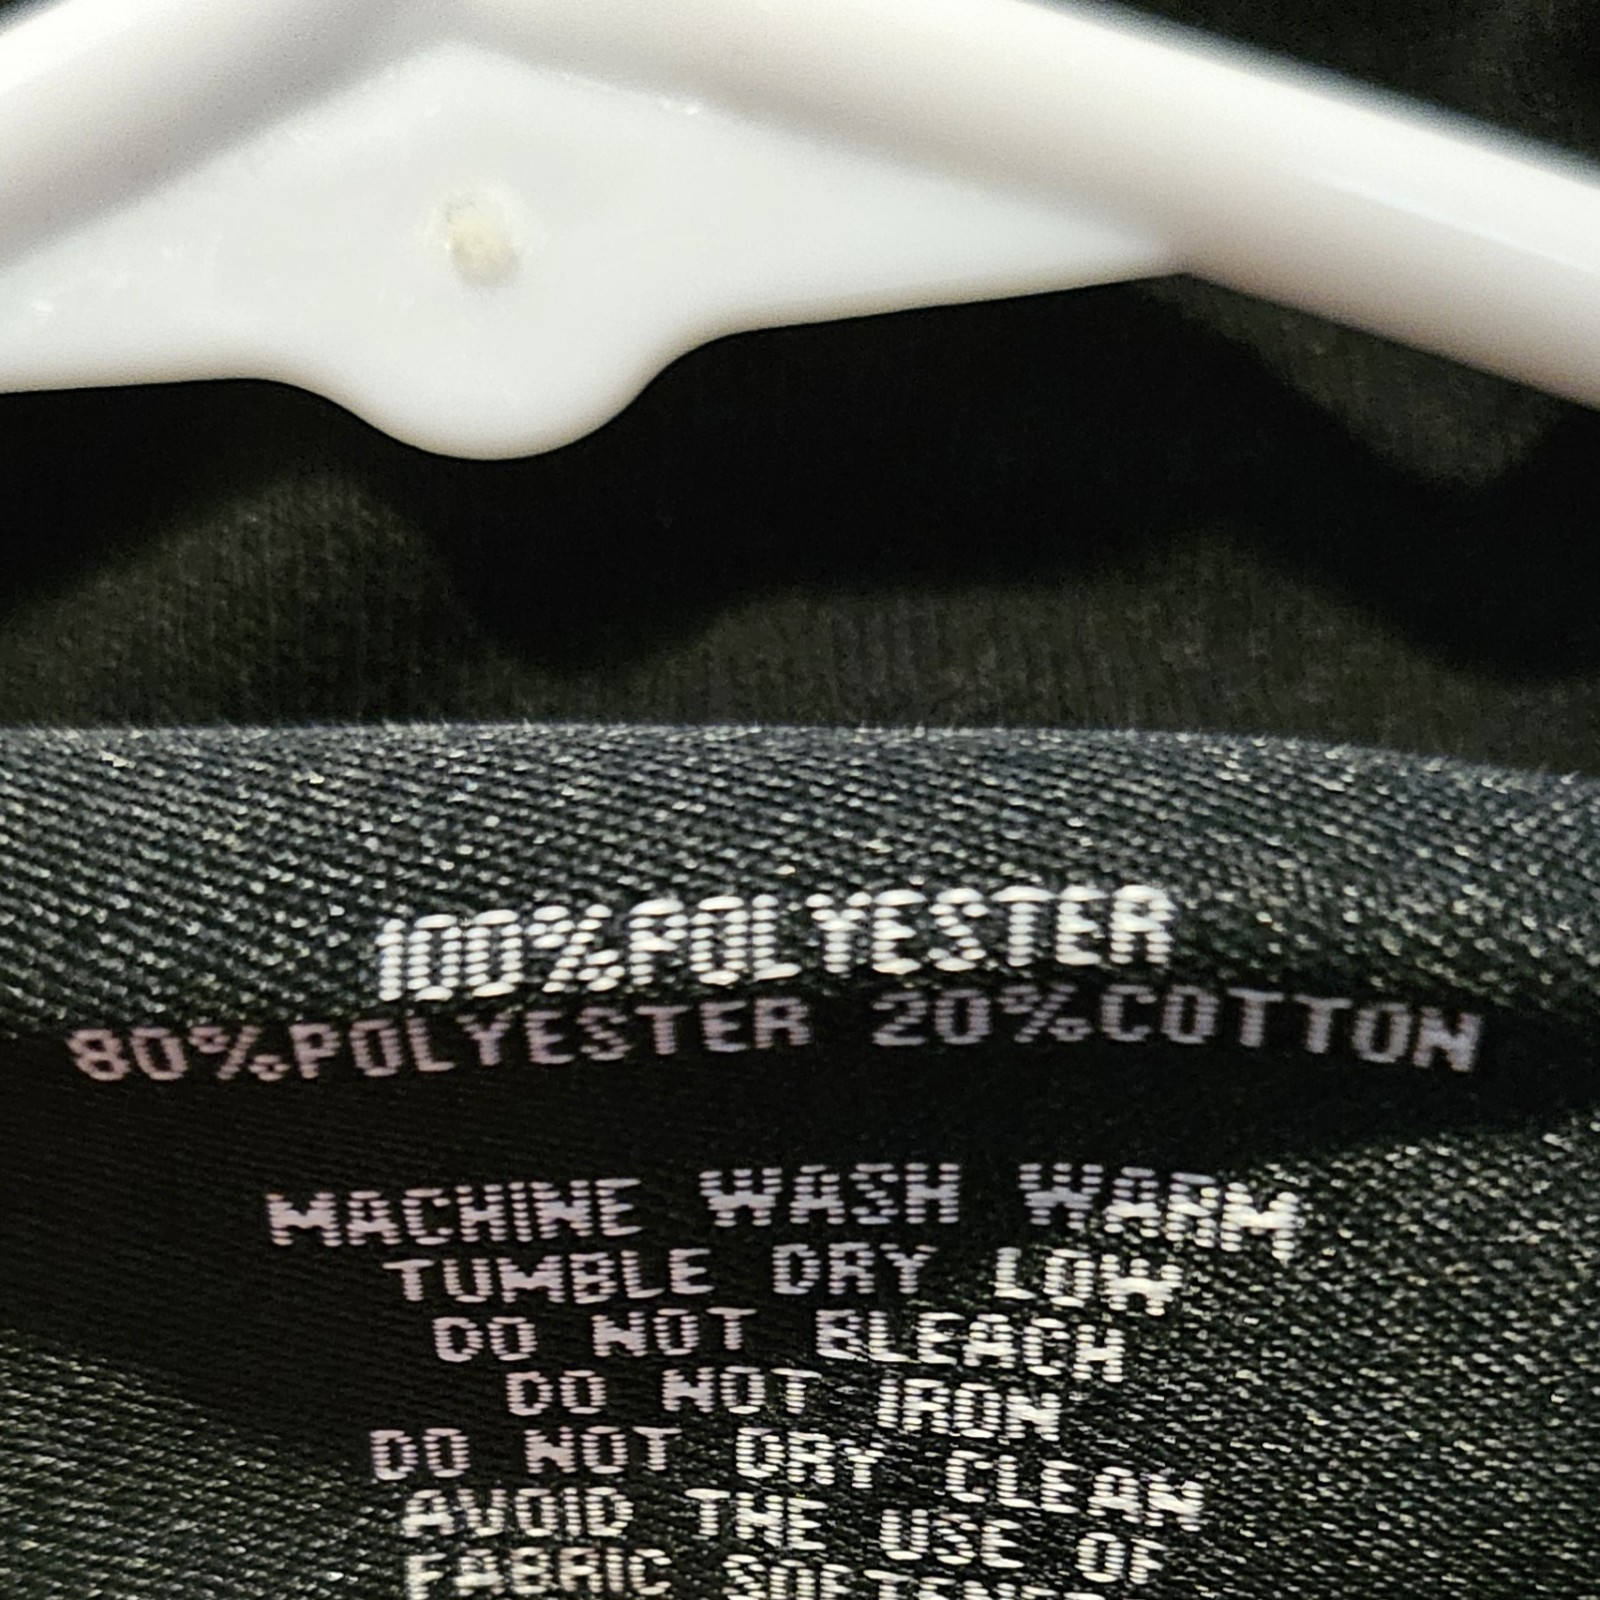 100%POLYESTER
80%POLYESTER 20%COTTON
MACHINE WASH WARM
TUMBLE DRY LOW
DO NOT BLEACH
DO NOT IRON
DO NOT DRY CLEAN
AVOID THE USE OF
FABRIC